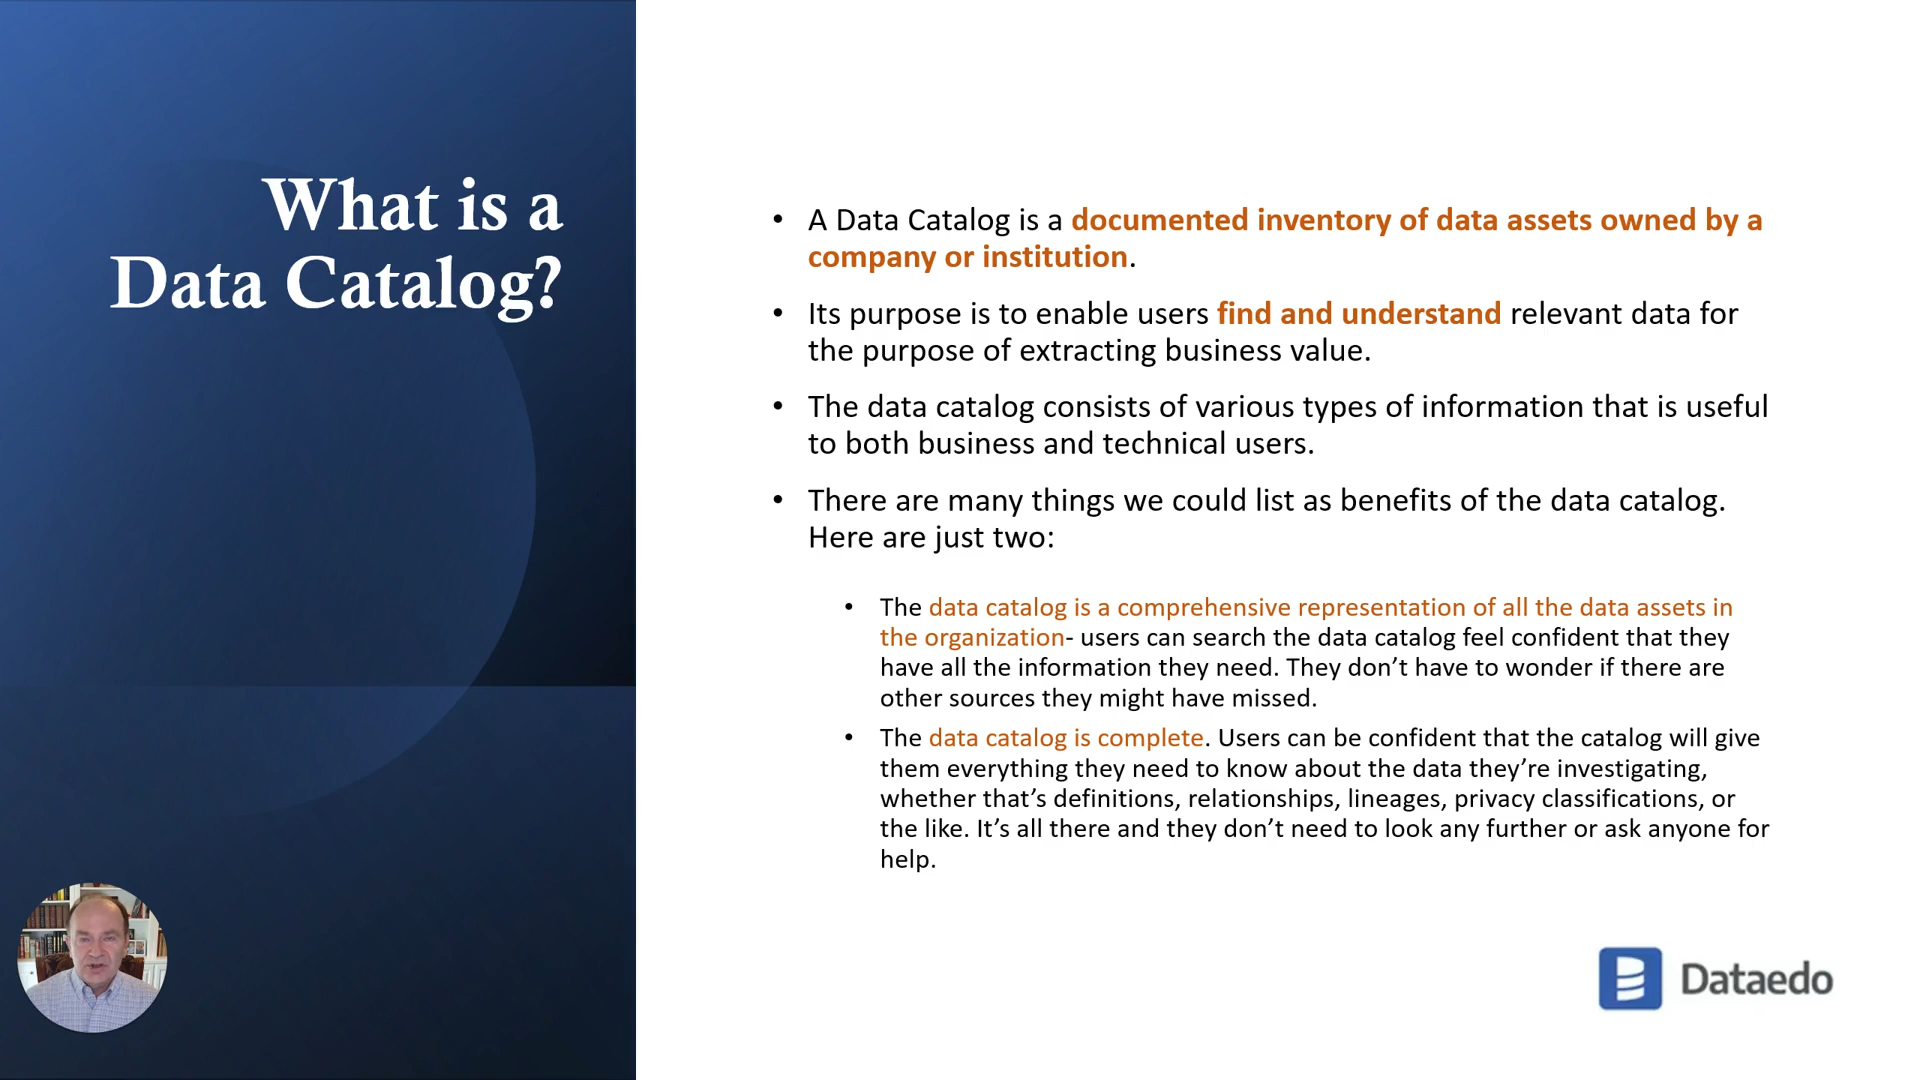 What is a
Data Catalog?
• A Data Catalog is a documented inventory of data assets owned by a
company or institution.
• Its purpose is to enable users find and understand relevant data for
the purpose of extracting business value.
• The data catalog consists of various types of information that is useful
to both business and technical users.
• There are many things we could list as benefits of the data catalog.
Here are just two:
• The data catalog is a comprehensive representation of all the data assets in
the organization- users can search the data catalog feel confident that they
have all the information they need. They don’t have to wonder if there are
other sources they might have missed.
• The data catalog is complete. Users can be confident that the catalog will give
them everything they need to know about the data they’re investigating,
whether that’s definitions, relationships, lineages, privacy classifications, or
the like. It’s all there and they don’t need to look any further or ask anyone for
help.
Dataedo